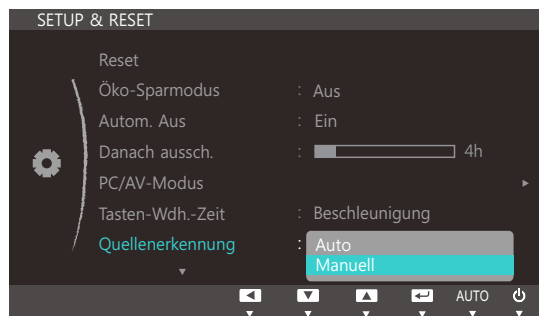 SETUP & RESET
Reset
Öko-Sparmodus : Aus
Autom. Aus : Ein
Danach aussch. : 4h
PC/AV-Modus
Tasten-Wdh.-Zeit : Beschleunigung
Quellenerkennung : Auto
Manuell
AUTO